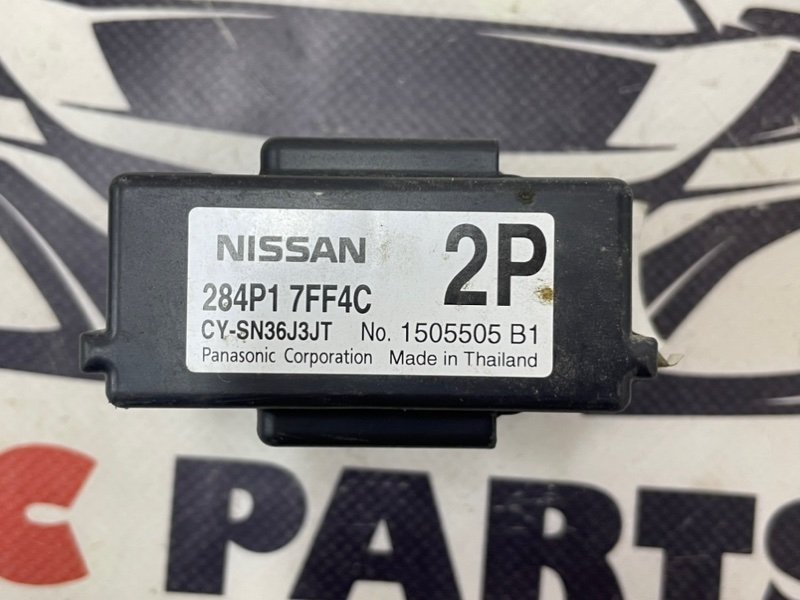 NISSAN 2P
284P1 7FF4C
CY-SN36J3JT No. 1505505 B1
Panasonic Corporation Made in Thailand
C PARTS